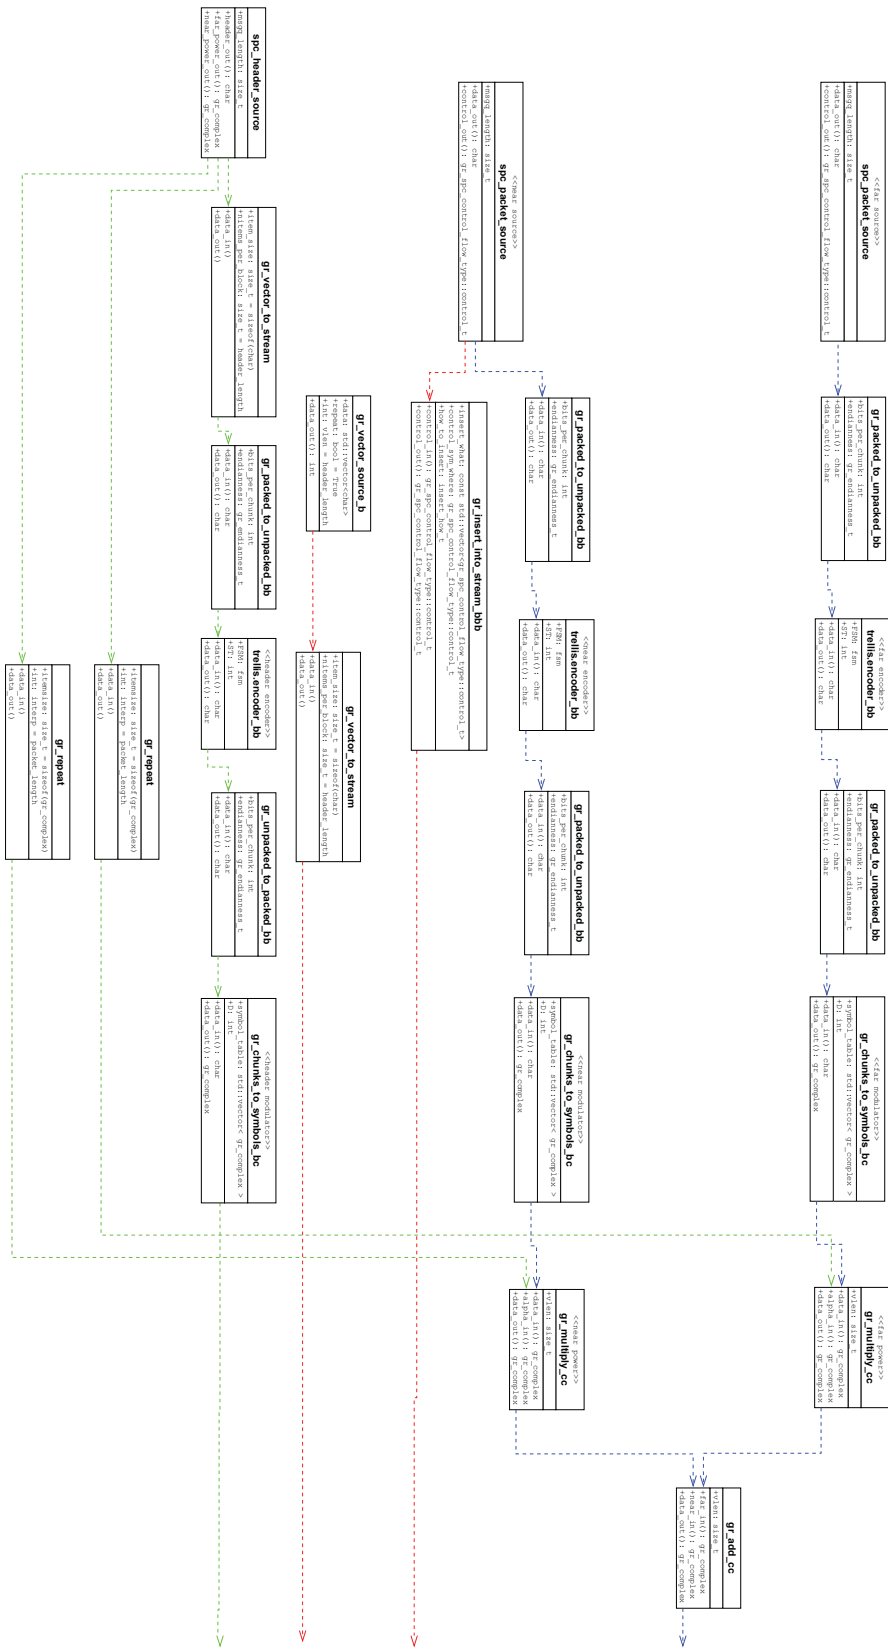 <<far source>>
spc_packet_source
+msgq_length: size_t
+data_out(): char
+control_out(): gr_spc_control_flow_type::control_t
gr_packed_to_unpacked_bb
+bits_per_chunk: int
+endianness: gr_endianness_t
+data_in(): char
+data_out(): char
<<far encoder>>
trellis.encoder_bb
+FSM: fsm
+ST: int
+data_in(): char
+data_out(): char
gr_packed_to_unpacked_bb
+bits_per_chunk: int
+endianness: gr_endianness_t
+data_in(): char
+data_out(): char
<<far modulator>>
gr_chunks_to_symbols_bc
+symbol_table: std::vector< gr_complex >
+D: int
+data_in(): char
+data_out(): gr_complex
<<far power>>
gr_multiply_cc
+vlen: size_t
+data_in(): gr_complex
+alpha_in(): gr_complex
+data_out(): gr_complex
gr_add_cc
+vlen: size_t
+far_in(): gr_complex
+near_in(): gr_complex
+data_out(): gr_complex
<<near source>>
spc_packet_source
+msgq_length: size_t
+data_out(): char
+control_out(): gr_spc_control_flow_type::control_t
gr_packed_to_unpacked_bb
+bits_per_chunk: int
+endianness: gr_endianness_t
+data_in(): char
+data_out(): char
<<near encoder>>
trellis.encoder_bb
+FSM: fsm
+ST: int
+data_in(): char
+data_out(): char
gr_packed_to_unpacked_bb
+bits_per_chunk: int
+endianness: gr_endianness_t
+data_in(): char
+data_out(): char
<<near modulator>>
gr_chunks_to_symbols_bc
+symbol_table: std::vector< gr_complex >
+D: int
+data_in(): char
+data_out(): gr_complex
<<near power>>
gr_multiply_cc
+vlen: size_t
+data_in(): gr_complex
+alpha_in(): gr_complex
+data_out(): gr_complex
gr_insert_into_stream_bbb
+insert_what: const std::vector<gr_spc_control_flow_type::control_t>
+control_sym_where: gr_spc_control_flow_type::control_t
+how_to_insert: insert_how_t
+control_in(): gr_spc_control_flow_type::control_t
+control_out(): gr_spc_control_flow_type::control_t
gr_vector_source_b
+data: std::vector<char>
+repeat: bool = True
+int: vlen = header_length
+data_out(): int
gr_vector_to_stream
+item_size: size_t = sizeof(char)
+nitems_per_block: size_t = header_length
+data_in()
+data_out()
spc_header_source
+msgq_length: size_t
+header_out(): char
+far_power_out(): gr_complex
+near_power_out(): gr_complex
gr_vector_to_stream
+item_size: size_t = sizeof(char)
+nitems_per_block: size_t = header_length
+data_in()
+data_out()
gr_packed_to_unpacked_bb
+bits_per_chunk: int
+endianness: gr_endianness_t
+data_in(): char
+data_out(): char
<<header encoder>>
trellis.encoder_bb
+FSM: fsm
+ST: int
+data_in(): char
+data_out(): char
gr_unpacked_to_packed_bb
+bits_per_chunk: int
+endianness: gr_endianness_t
+data_in(): char
+data_out(): char
<<header modulator>>
gr_chunks_to_symbols_bc
+symbol_table: std::vector< gr_complex >
+D: int
+data_in(): char
+data_out(): gr_complex
gr_repeat
+itemsize: size_t = sizeof(gr_complex)
+int: interp = packet_length
+data_in()
+data_out()
gr_repeat
+itemsize: size_t = sizeof(gr_complex)
+int: interp = packet_length
+data_in()
+data_out()